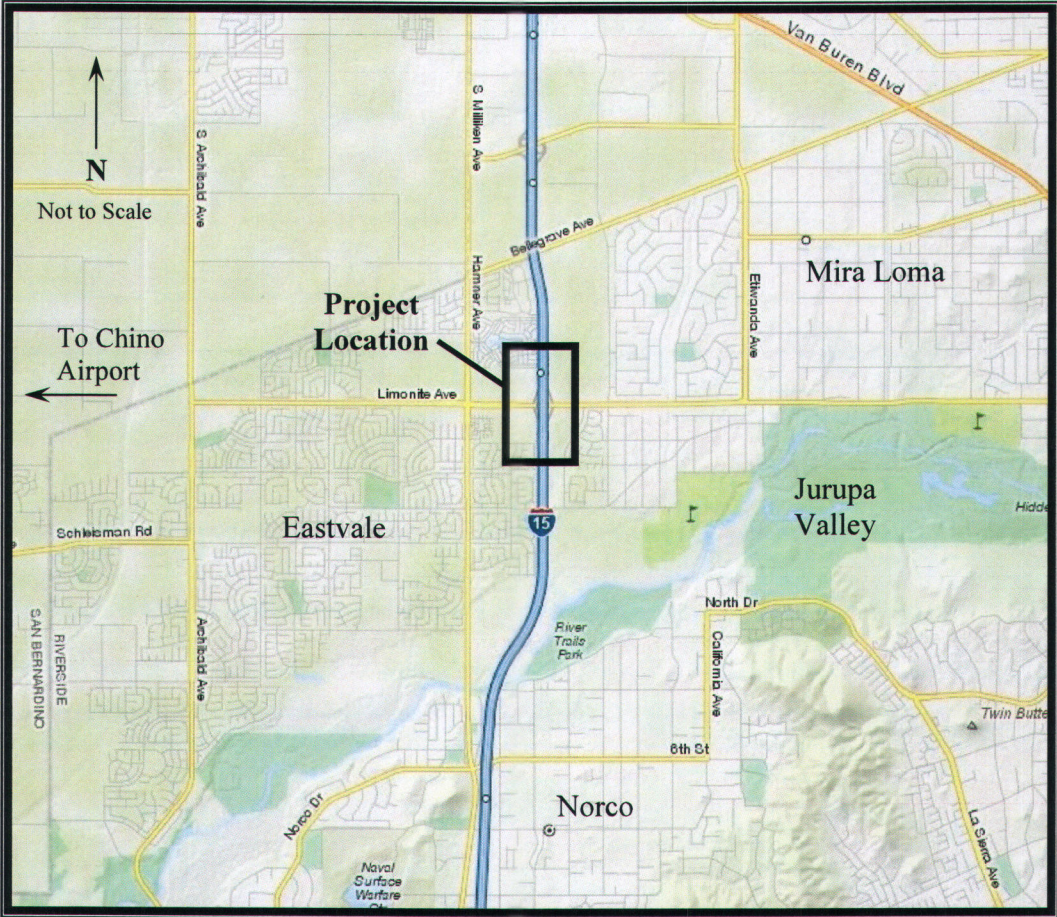 Van Buren Blvd
S Milliken Ave
N
S Archibald Ave
Not to Scale
Bellegrave Ave
Mira Loma
Hamner Ave
Etiwanda Ave
Project
Location
To Chino
Airport
Limonite Ave
Jurupa
Valley
Hidde
15
Eastvale
Schleisman Rd
North Dr
River
Trails
Park
SAN BERNARDINO
RIVERSIDE
Archibald Ave
California Ave
Twin Butte
6th St
Norco
Norco Dr
La Sierra Ave
Naval
Surface
Warfare